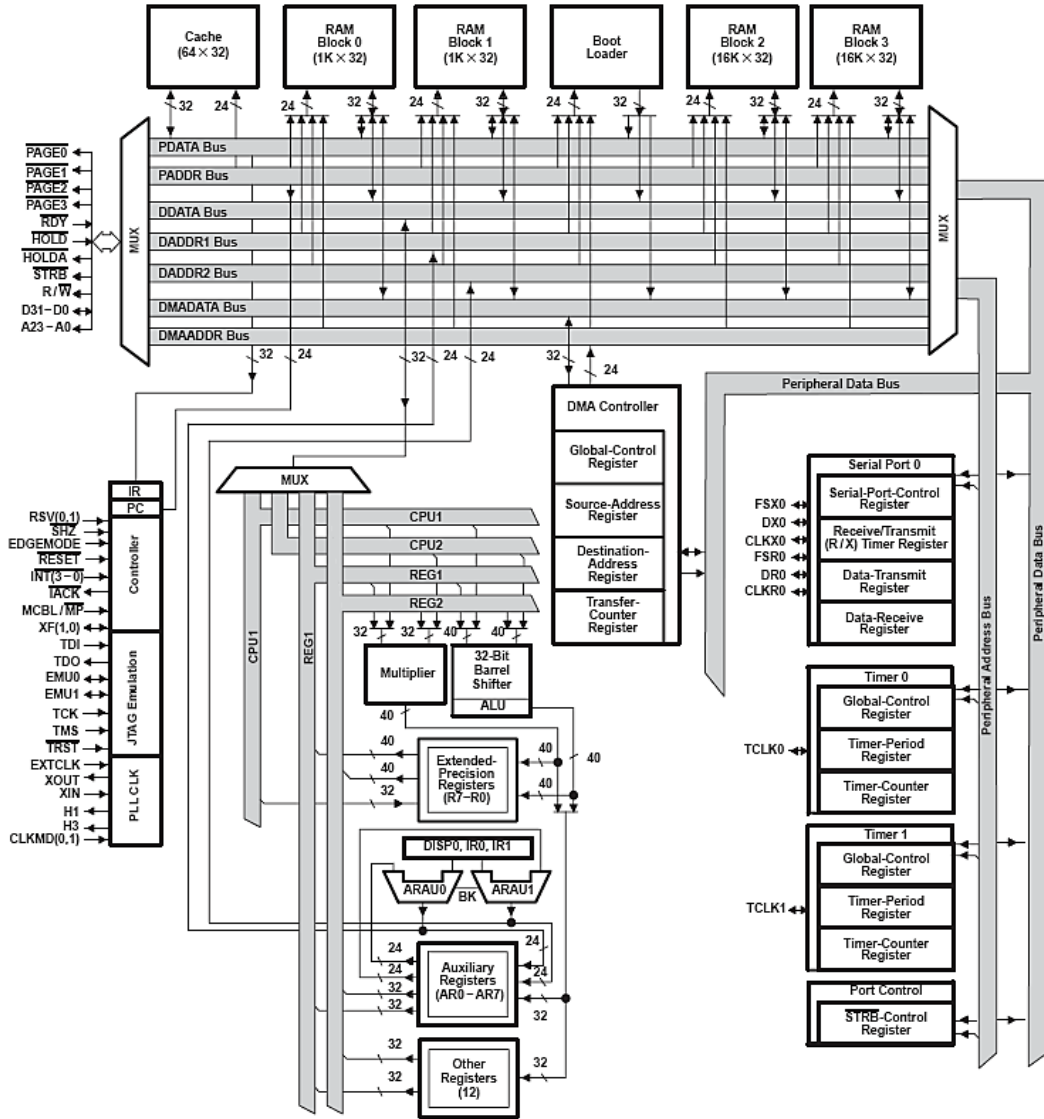 Cache
(64 × 32)
RAM
Block 0
(1K × 32)
RAM
Block 1
(1K × 32)
Boot
Loader
RAM
Block 2
(16K × 32)
RAM
Block 3
(16K × 32)
32
24
24
32
24
32
24
32
24
32
24
32
PDATA Bus
PADDR Bus
DDATA Bus
DADDR1 Bus
DADDR2 Bus
DMADATA Bus
DMAADDR Bus
MUX
MUX
PAGE0
PAGE1
PAGE2
PAGE3
RDY
HOLD
HOLDA
STRB
R/W
D31–D0
A23–A0
32
24
32
24
24
32
24
Peripheral Data Bus
DMA Controller
Global-Control
Register
Source-Address
Register
Destination-
Address
Register
Transfer-
Counter
Register
MUX
CPU1
CPU2
REG1
REG2
CPU1
REG1
32
32
40
40
Multiplier
32-Bit
Barrel
Shifter
ALU
40
40
40
40
40
40
32
Extended-
Precision
Registers
(R7–R0)
DISP0, IR0, IR1
ARAU0
BK
ARAU1
24
24
32
32
24
24
32
Auxiliary
Registers
(AR0–AR7)
32
32
32
Other
Registers
(12)
IR
PC
Controller
JTAG Emulation
PLL CLK
RSV(0,1)
SHZ
EDGEMODE
RESET
INT(3–0)
IACK
MCBL/MP
XF(1,0)
TDI
TDO
EMU0
EMU1
TCK
TMS
TRST
EXTCLK
XOUT
XIN
H1
H3
CLKMD(0,1)
Serial Port 0
Serial-Port-Control
Register
Receive/Transmit
(R/X) Timer Register
Data-Transmit
Register
Data-Receive
Register
FSX0
DX0
CLKX0
FSR0
DR0
CLKR0
Timer 0
Global-Control
Register
Timer-Period
Register
Timer-Counter
Register
TCLK0
Timer 1
Global-Control
Register
Timer-Period
Register
Timer-Counter
Register
TCLK1
Port Control
STRB-Control
Register
Peripheral Address Bus
Peripheral Data Bus